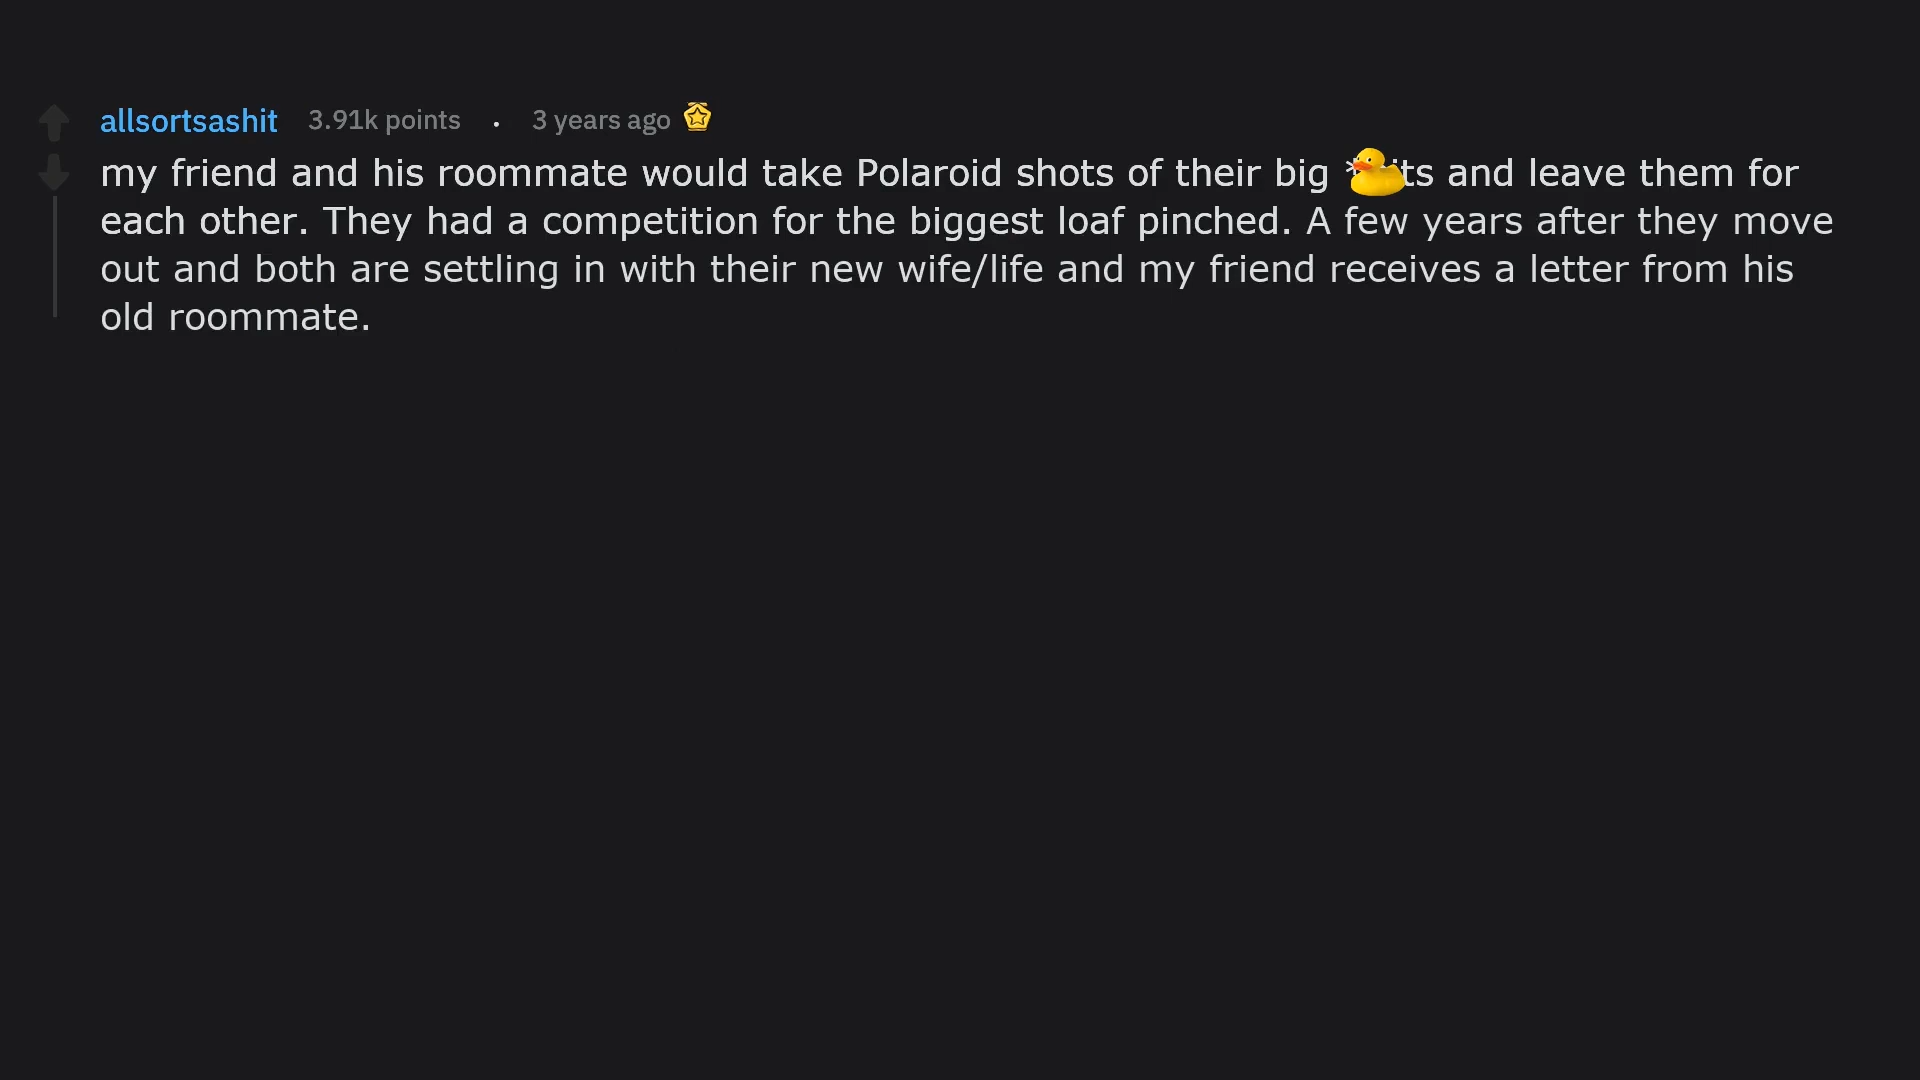 allsortsashit 3.91k points . 3 years ago
my friend and his roommate would take Polaroid shots of their big ts and leave them for
each other. They had a competition for the biggest loaf pinched. A few years after they move
out and both are settling in with their new wife/life and my friend receives a letter from his
old roommate.